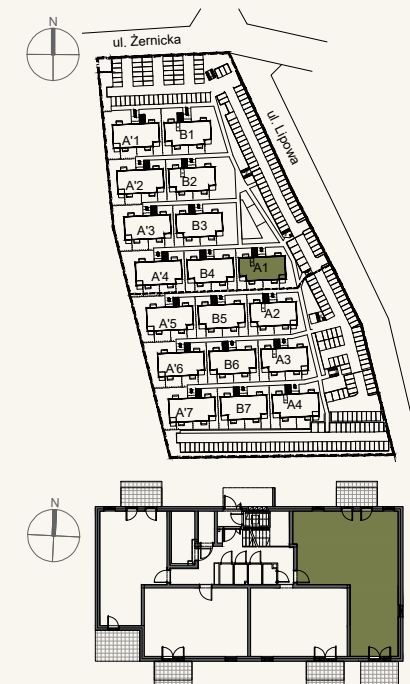 N
ul. Żernicka
ul. Lipowa
A'1 B1
A'2 B2
A'3 B3
A'4 B4 A1
A'5 B5 A2
A'6 B6 A3
A'7 B7 A4
N